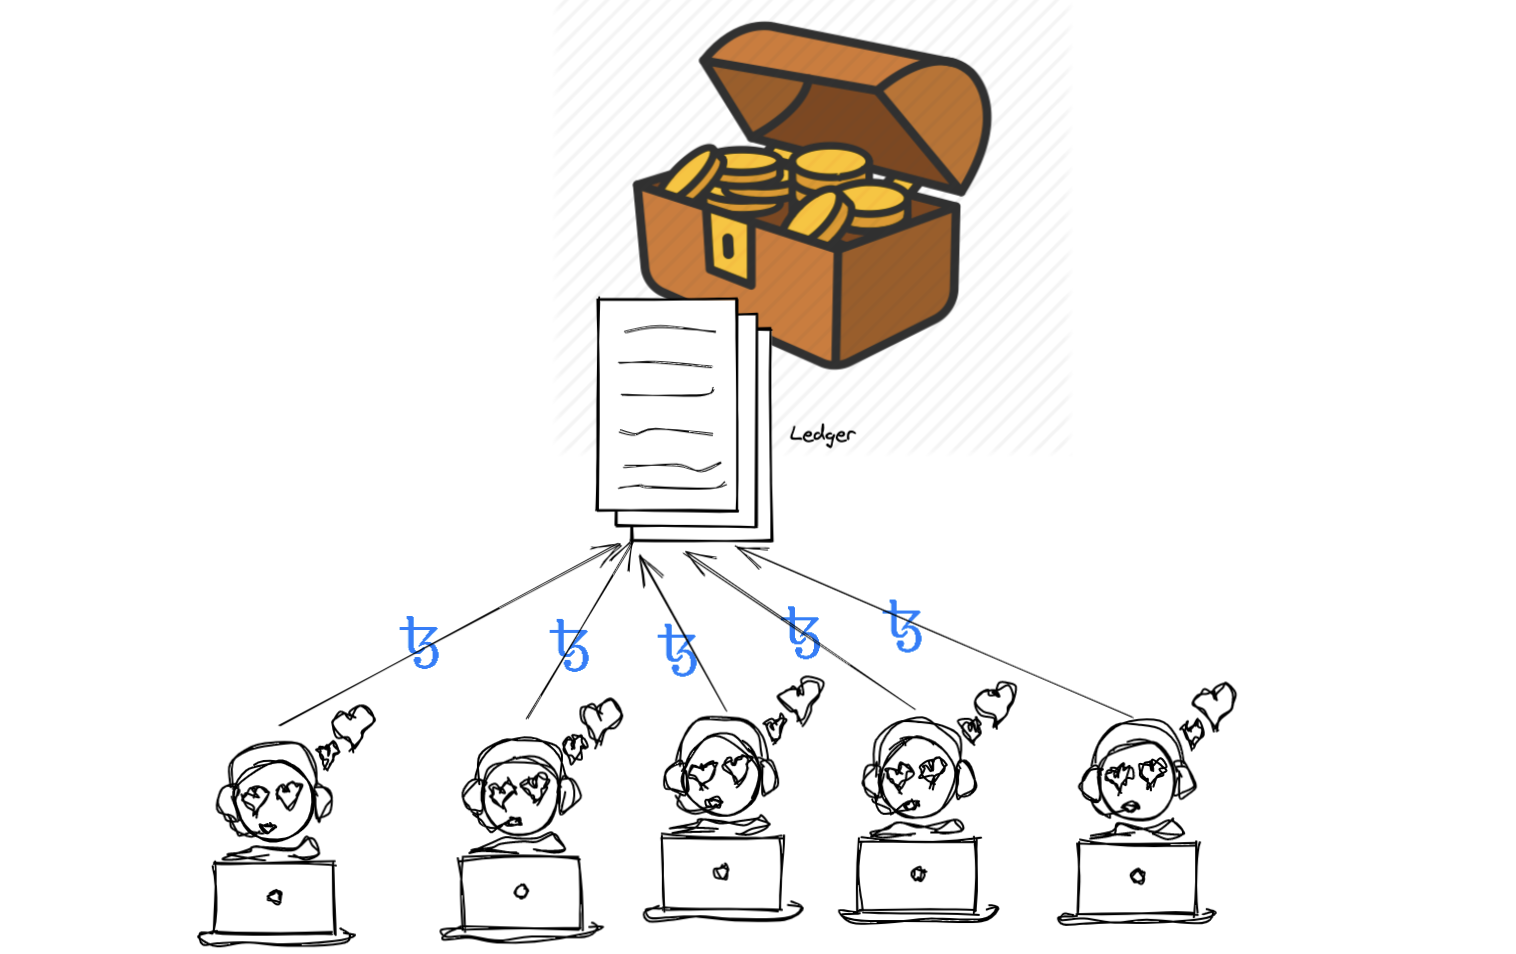 Ledger
ꜩ ꜩ ꜩ ꜩ ꜩ